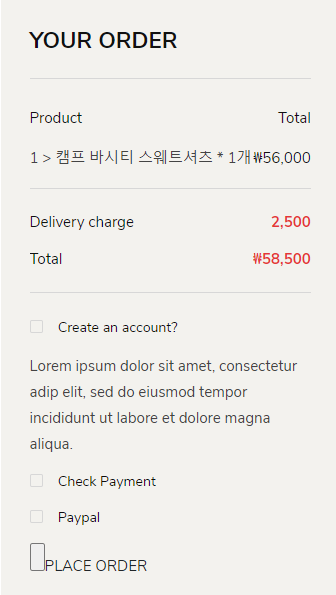 YOUR ORDER
Product Total
1 > 캠프 바시티 스웨트셔츠 * 1개 ₩56,000
Delivery charge 2,500
Total ₩58,500
Create an account?
Lorem ipsum dolor sit amet, consectetur
adip elit, sed do eiusmod tempor
incididunt ut labore et dolore magna
aliqua.
Check Payment
Paypal
PLACE ORDER